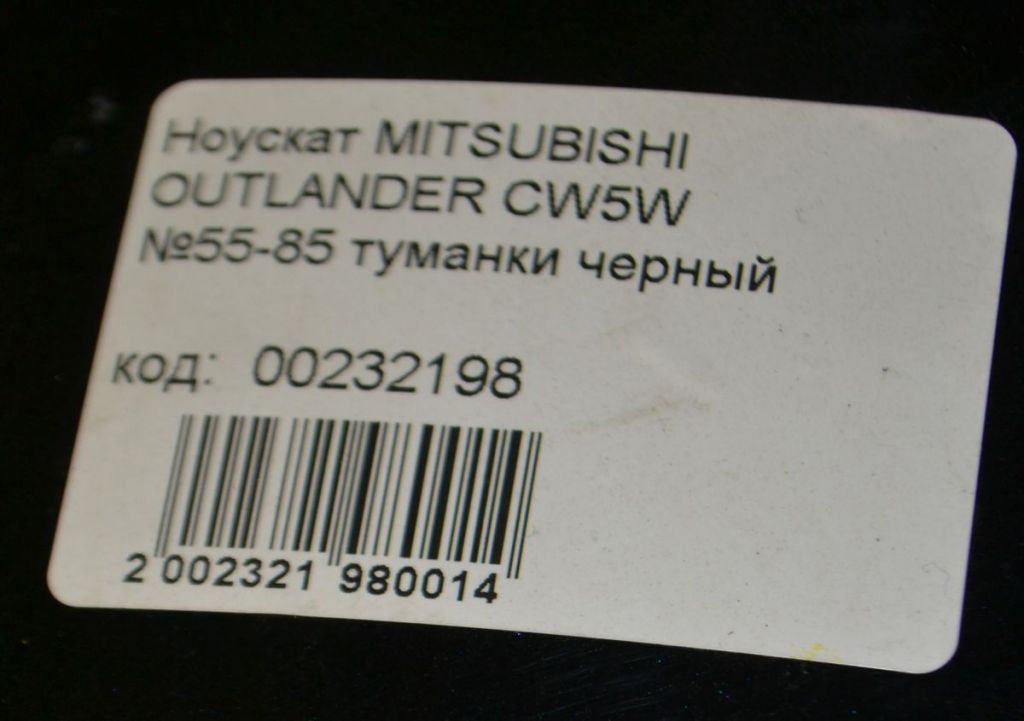 Ноускат MITSUBISHI
OUTLANDER CW5W
№55-85 туманки черный
код: 00232198
2 002321 980014